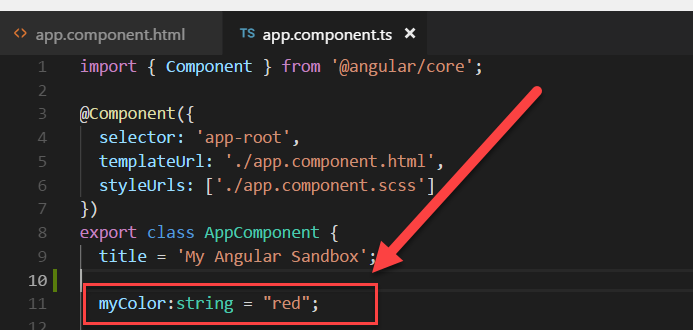 <> app.component.html TS app.component.ts ×
1 import { Component } from '@angular/core';
2
3 @Component({
4 selector: 'app-root',
5 templateUrl: './app.component.html',
6 styleUrls: ['./app.component.scss']
7 })
8 export class AppComponent {
9 title = 'My Angular Sandbox';
10
11 myColor:string = "red";
12